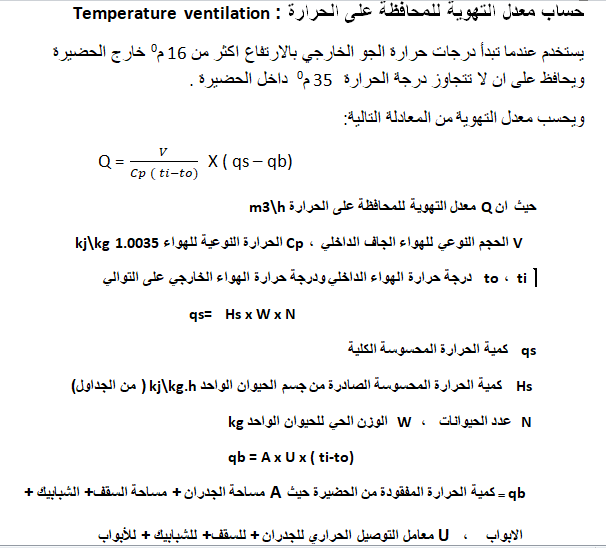 حساب معدل التهوية للمحافظة على الحرارة : Temperature ventilation
يستخدم عندما تبدأ درجات حرارة الجو الخارجي بالارتفاع اكثر من 16 م⁰ خارج الحضيرة
ويحافظ على ان لا تتجاوز درجة الحرارة 35 م⁰ داخل الحضيرة .
ويحسب معدل التهوية من المعادلة التالية:
Q = V / Cp ( ti–to) X ( qs – qb)
حيث ان Q معدل التهوية للمحافظة على الحرارة m3\h
V الحجم النوعي للهواء الجاف الداخلي ، Cp الحرارة النوعية للهواء 1.0035 kj\kg
to ، ti درجة حرارة الهواء الداخلي ودرجة حرارة الهواء الخارجي على التوالي
qs= Hs x W x N
qs كمية الحرارة المحسوسة الكلية
Hs كمية الحرارة المحسوسة الصادرة من جسم الحيوان الواحد kj\kg.h ( من الجداول)
N عدد الحيوانات ، W الوزن الحي للحيوان الواحد kg
qb = A x U x ( ti-to)
qb = كمية الحرارة المفقودة من الحضيرة حيث A مساحة الجدران + مساحة السقف+ الشبابيك +
الابواب ، U معامل التوصيل الحراري للجدران + للسقف+ للشبابيك + للأبواب